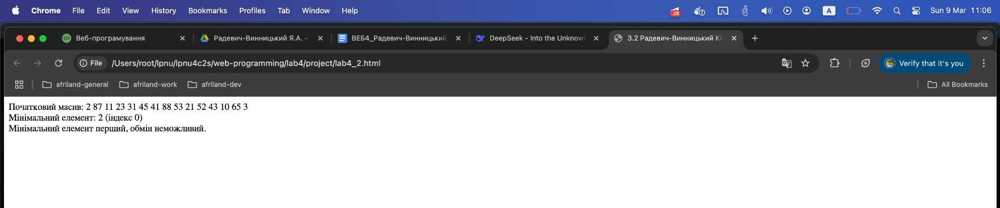 Chrome File Edit View History Bookmarks Profiles Tab Window Help ..08 A Sun 9 Mar 11:06
Веб-програмування Радевич-Винницький Я.А. – ВЕБ4_Радевич-Винницький_ DeepSeek - Into the Unknown 3.2 Радевич-Винницький КІ-
File /Users/root/lpnu/lpnu4c2s/web-programming/lab4/project/lab4_2.html Verify that it's you
afriland-general afriland-work afriland-dev All Bookmarks
Початковий масив: 2 87 11 23 31 45 41 88 53 21 52 43 10 65 3
Мінімальний елемент: 2 (індекс 0)
Мінімальний елемент перший, обмін неможливий.